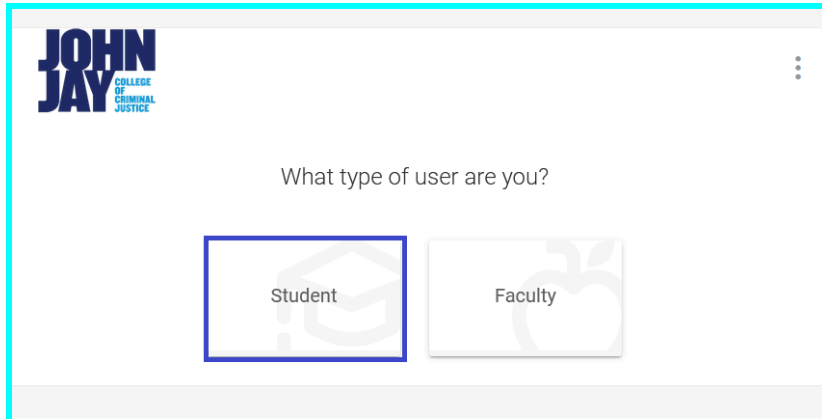 JOHN
JAY
COLLEGE
OF
CRIMINAL
JUSTICE
What type of user are you?
Student
Faculty